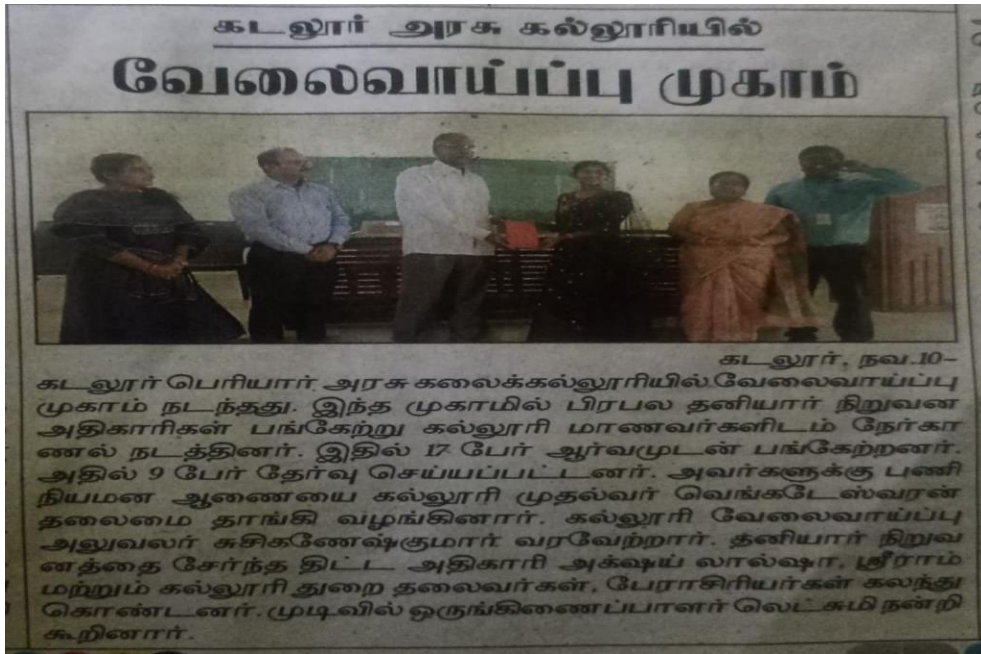 கடலூர் அரசு கல்லூரியில்
வேலைவாய்ப்பு முகாம்
கடலூர், நவ.10-
கடலூர் பெரியார் அரசு கலைக்கல்லூரியில் வேலைவாய்ப்பு
முகாம் நடந்தது. இந்த முகாமில் பிரபல தனியார் நிறுவன
அதிகாரிகள் பங்கேற்று கல்லூரி மாணவர்களிடம் நேர்கா
ணல் நடத்தினர். இதில் 17 பேர் ஆர்வமுடன் பங்கேற்றனர்.
அதில் 9 பேர் தேர்வு செய்யப்பட்டனர். அவர்களுக்கு பணி
நியமன ஆணையை கல்லூரி முதல்வர் வெங்கடேஸ்வரன்
தலைமை தாங்கி வழங்கினார். கல்லூரி வேலைவாய்ப்பு
அலுவலர் சுசிகணேஷ்குமார் வரவேற்றார். தனியார் நிறுவ
னத்தை சேர்ந்த திட்ட அதிகாரி அக்ஷய் லால்ஷா, ஸ்ரீராம்
மற்றும் கல்லூரி துறை தலைவர்கள், பேராசிரியர்கள் கலந்து
கொண்டனர். முடிவில் ஒருங்கிணைப்பாளர் லெட்சுமி நன்றி
கூறினார்.